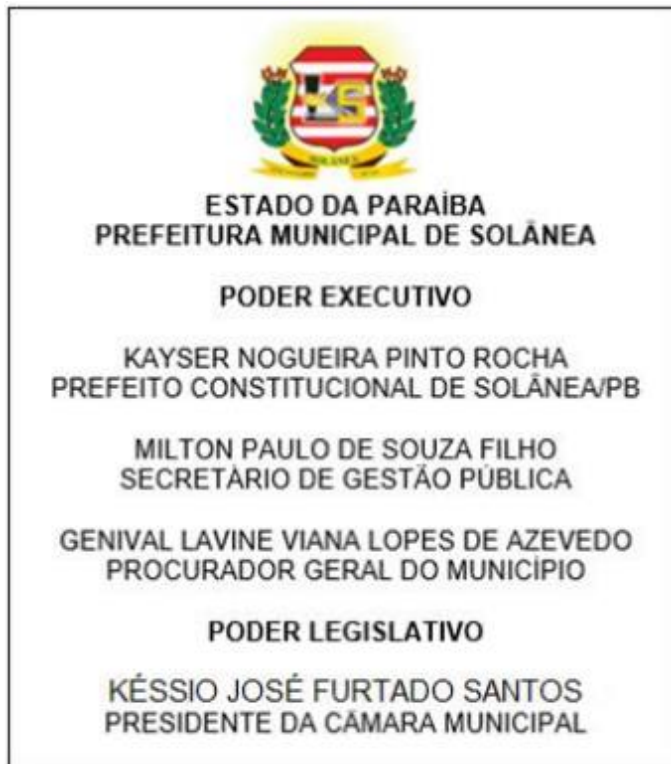 SOLÂNEA
ESTADO DA PARAÍBA
PREFEITURA MUNICIPAL DE SOLÂNEA
PODER EXECUTIVO
KAYSER NOGUEIRA PINTO ROCHA
PREFEITO CONSTITUCIONAL DE SOLÂNEA/PB
MILTON PAULO DE SOUZA FILHO
SECRETÁRIO DE GESTÃO PÚBLICA
GENIVAL LAVINE VIANA LOPES DE AZEVEDO
PROCURADOR GERAL DO MUNICÍPIO
PODER LEGISLATIVO
KÉSSIO JOSÉ FURTADO SANTOS
PRESIDENTE DA CÂMARA MUNICIPAL